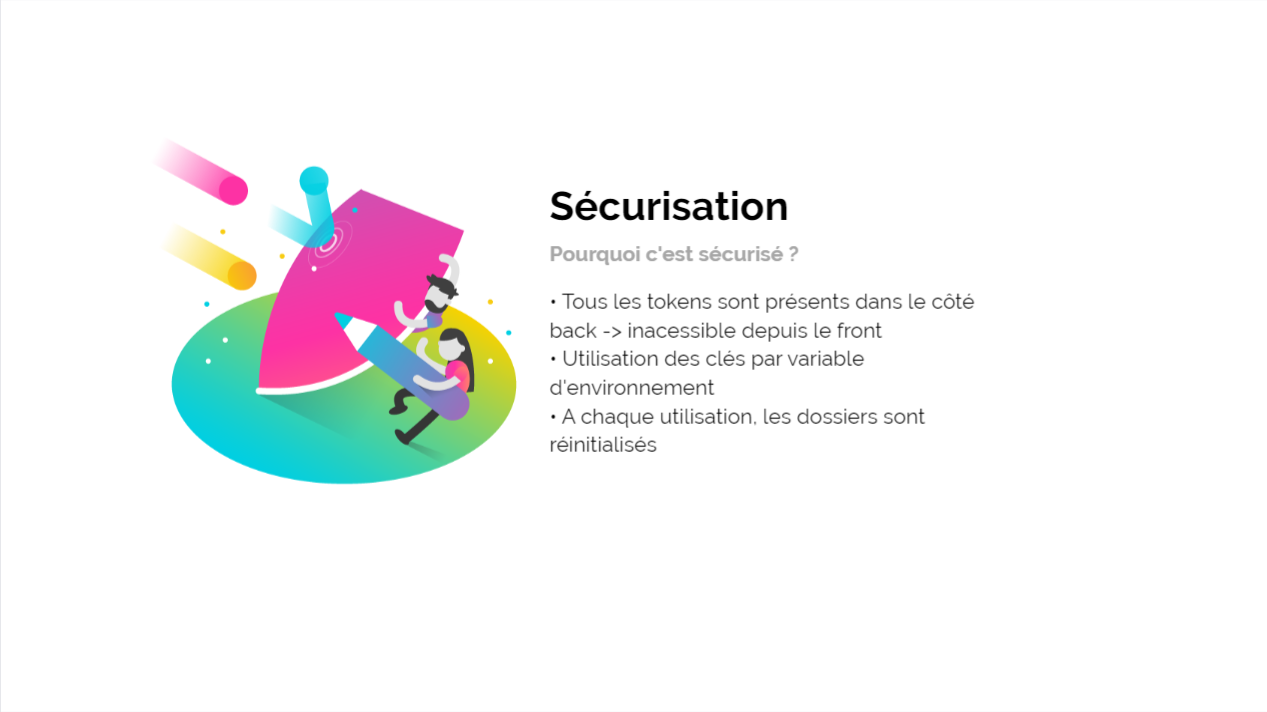 Sécurisation
Pourquoi c'est sécurisé ?
• Tous les tokens sont présents dans le côté
back -> inacessible depuis le front
• Utilisation des clés par variable
d'environnement
• A chaque utilisation, les dossiers sont
réinitialisés